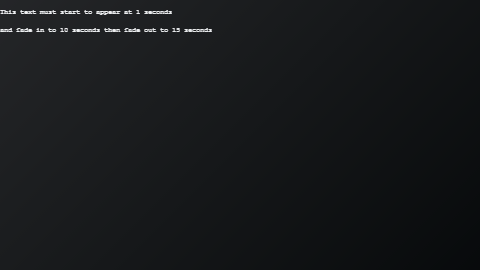 This text must start to appear at 1 seconds
and fade in to 10 seconds then fade out to 15 seconds